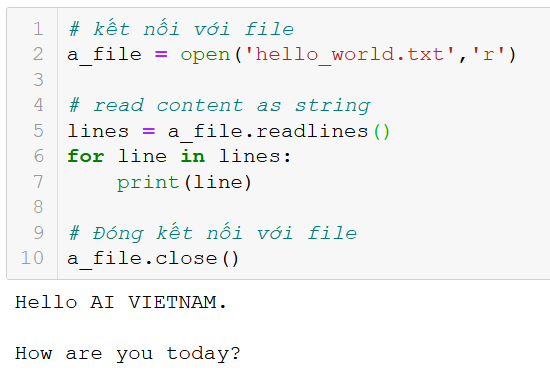 1 # kết nối với file
2 a_file = open('hello_world.txt','r')
3
4 # read content as string
5 lines = a_file.readlines()
6 for line in lines:
7     print(line)
8
9 # Đóng kết nối với file
10 a_file.close()
Hello AI VIETNAM.
How are you today?